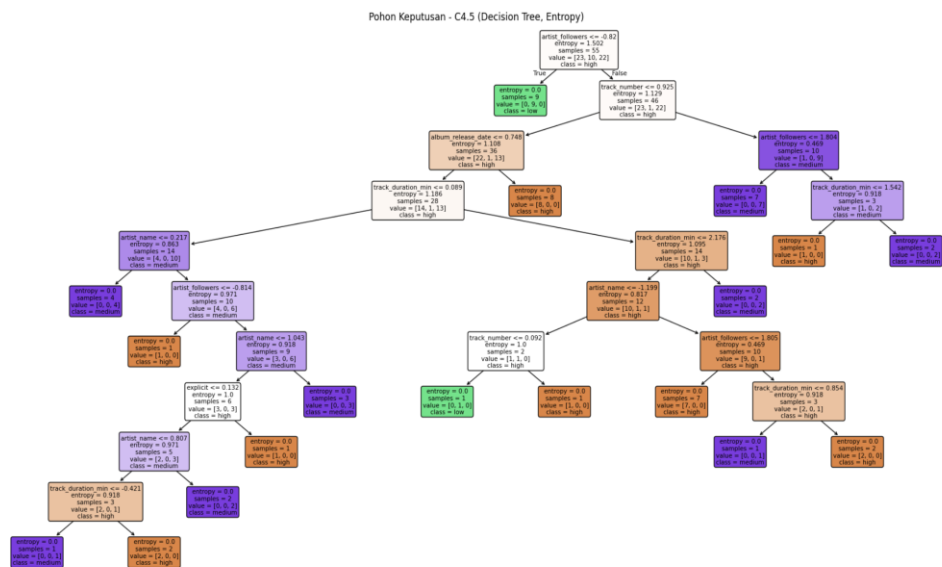 Pohon Keputusan - C4.5 (Decision Tree, Entropy)
artist_followers <= -0.82
entropy = 1.502
samples = 55
value = [23, 10, 22]
class = high
True
False
entropy = 0.0
samples = 9
value = [0, 9, 0]
class = low
track_number <= 0.925
entropy = 1.129
samples = 46
value = [23, 1, 22]
class = high
album_release_date <= 0.748
entropy = 1.108
samples = 36
value = [22, 1, 13]
class = high
artist_followers <= 1.804
entropy = 0.469
samples = 10
value = [1, 0, 9]
class = medium
track_duration_min <= 0.089
entropy = 1.186
samples = 28
value = [14, 1, 13]
class = high
entropy = 0.0
samples = 8
value = [8, 0, 0]
class = high
entropy = 0.0
samples = 7
value = [0, 0, 7]
class = medium
track_duration_min <= 1.542
entropy = 0.918
samples = 3
value = [1, 0, 2]
class = medium
artist_name <= 0.217
entropy = 0.863
samples = 14
value = [4, 0, 10]
class = medium
track_duration_min <= 2.176
entropy = 1.095
samples = 14
value = [10, 1, 3]
class = high
entropy = 0.0
samples = 1
value = [1, 0, 0]
class = high
entropy = 0.0
samples = 2
value = [0, 0, 2]
class = medium
entropy = 0.0
samples = 4
value = [0, 0, 4]
class = medium
artist_followers <= -0.814
entropy = 0.971
samples = 10
value = [4, 0, 6]
class = medium
artist_name <= -1.199
entropy = 0.817
samples = 12
value = [10, 1, 1]
class = high
entropy = 0.0
samples = 2
value = [0, 0, 2]
class = medium
entropy = 0.0
samples = 1
value = [1, 0, 0]
class = high
artist_name <= 1.043
entropy = 0.918
samples = 9
value = [3, 0, 6]
class = medium
track_number <= 0.092
entropy = 1.0
samples = 2
value = [1, 1, 0]
class = high
artist_followers <= 1.805
entropy = 0.469
samples = 10
value = [9, 0, 1]
class = high
explicit <= 0.132
entropy = 1.0
samples = 6
value = [3, 0, 3]
class = high
entropy = 0.0
samples = 3
value = [0, 0, 3]
class = medium
entropy = 0.0
samples = 1
value = [0, 1, 0]
class = low
entropy = 0.0
samples = 1
value = [1, 0, 0]
class = high
entropy = 0.0
samples = 7
value = [7, 0, 0]
class = high
track_duration_min <= 0.854
entropy = 0.918
samples = 3
value = [2, 0, 1]
class = high
artist_name <= 0.807
entropy = 0.971
samples = 5
value = [2, 0, 3]
class = medium
entropy = 0.0
samples = 1
value = [1, 0, 0]
class = high
entropy = 0.0
samples = 1
value = [0, 0, 1]
class = medium
entropy = 0.0
samples = 2
value = [2, 0, 0]
class = high
track_duration_min <= -0.421
entropy = 0.918
samples = 3
value = [2, 0, 1]
class = high
entropy = 0.0
samples = 2
value = [0, 0, 2]
class = medium
entropy = 0.0
samples = 1
value = [0, 0, 1]
class = medium
entropy = 0.0
samples = 2
value = [2, 0, 0]
class = high